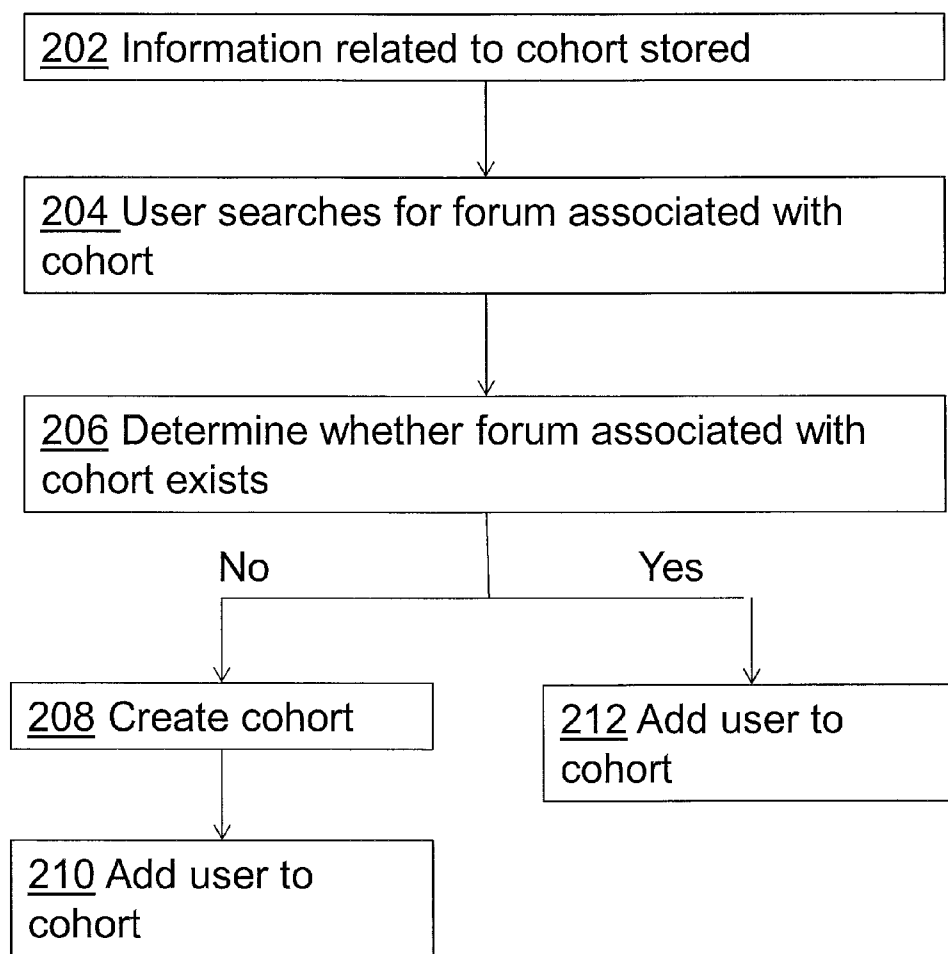 202 Information related to cohort stored
204 User searches for forum associated with
cohort
206 Determine whether forum associated with
cohort exists
No
Yes
208 Create cohort
212 Add user to
cohort
210 Add user to
cohort